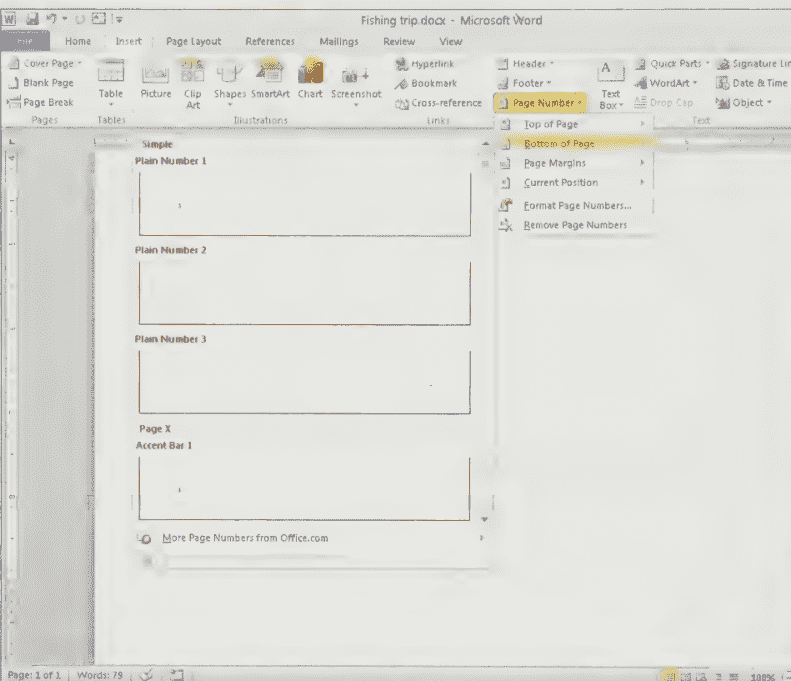 Fishing trip.docx - Microsoft Word
File Home Insert Page Layout References Mailings Review View
Cover Page
Blank Page
Page Break
Pages
Table
Tables
Picture
Clip Art
Shapes
SmartArt
Chart
Screenshot
Illustrations
Hyperlink
Bookmark
Cross-reference
Links
Header
Footer
Page Number
Text Box
Quick Parts
WordArt
Drop Cap
Signature Lin
Date & Time
Object
Text
Top of Page
Bottom of Page
Page Margins
Current Position
Format Page Numbers...
Remove Page Numbers
Simple
Plain Number 1
1
Plain Number 2
Plain Number 3
Page X
Accent Bar 1
More Page Numbers from Office.com
Page: 1 of 1 Words: 79
100%